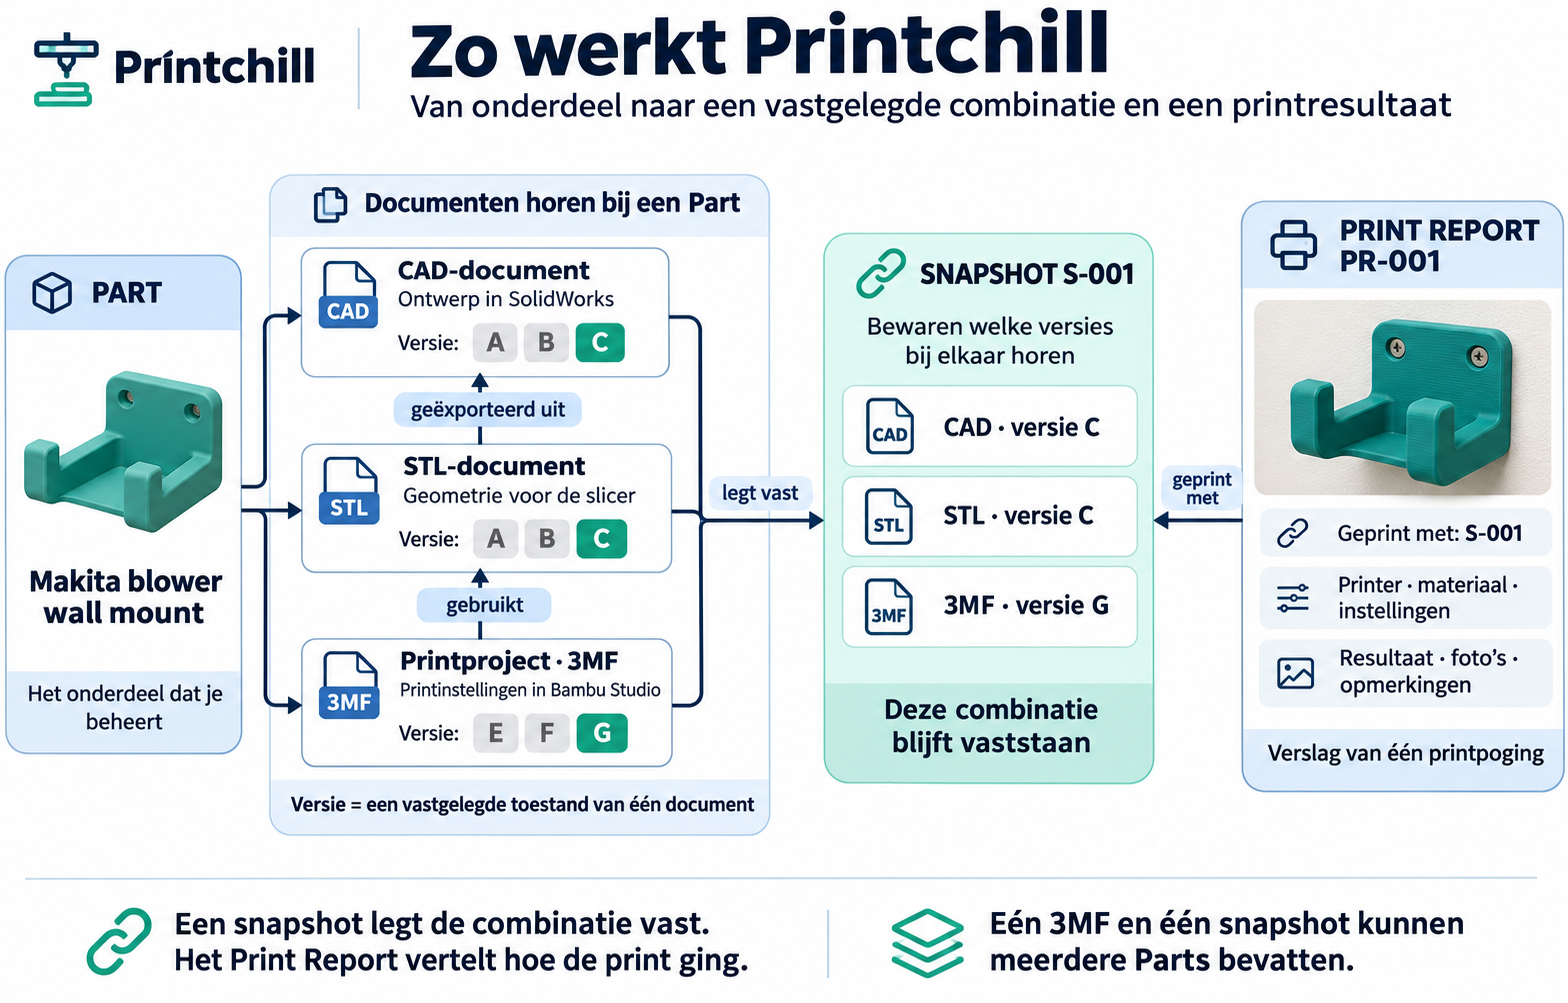 Príntchill
Zo werkt Printchill
Van onderdeel naar een vastgelegde combinatie en een printresultaat
PART
Makita blower
wall mount
Het onderdeel dat je
beheert
Documenten horen bij een Part
CAD
CAD-document
Ontwerp in SolidWorks
Versie: A B C
geëxporteerd uit
STL
STL-document
Geometrie voor de slicer
Versie: A B C
gebruikt
3MF
Printproject · 3MF
Printinstellingen in Bambu Studio
Versie: E F G
Versie = een vastgelegde toestand van één document
legt vast
SNAPSHOT S-001
Bewaren welke versies
bij elkaar horen
CAD
CAD · versie C
STL
STL · versie C
3MF
3MF · versie G
Deze combinatie
blijft vaststaan
geprint
met
PRINT REPORT
PR-001
Geprint met: S-001
Printer · materiaal ·
instellingen
Resultaat · foto's ·
opmerkingen
Verslag van één printpoging
Een snapshot legt de combinatie vast.
Het Print Report vertelt hoe de print ging.
Eén 3MF en één snapshot kunnen
meerdere Parts bevatten.